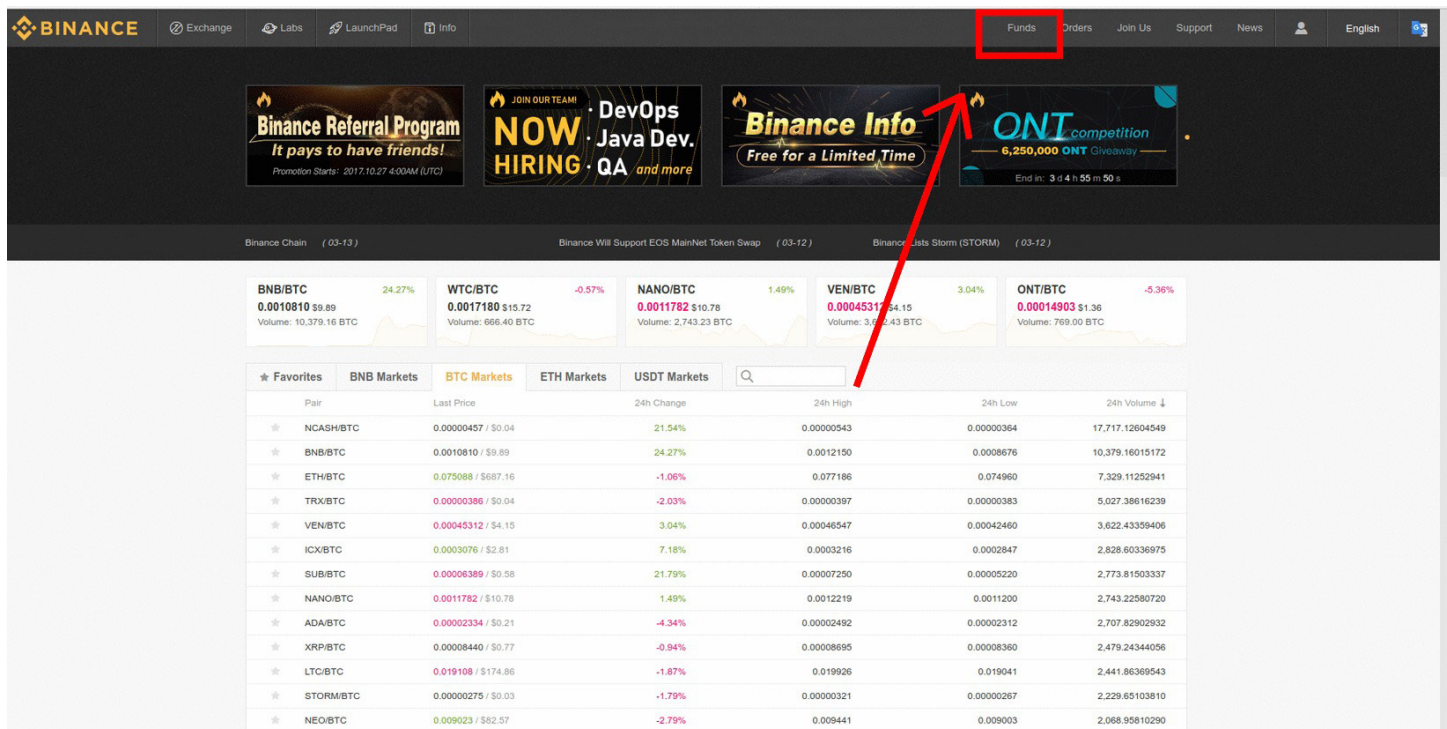 BINANCE Exchange Labs LaunchPad Info Funds Orders Join Us Support News English
Binance Referral Program
It pays to have friends!
Promotion Starts: 2017.10.27 4:00AM (UTC)
JOIN OUR TEAM!
NOW
HIRING
· DevOps
· Java Dev.
· QA and more
Binance Info
Free for a Limited Time
ONT competition
6,250,000 ONT Giveaway
End in: 3 d 4 h 55 m 50 s
Binance Chain (03-13) Binance Will Support EOS MainNet Token Swap (03-12) Binance Lists Storm (STORM) (03-12)
BNB/BTC 24.27%
0.0010810 $9.89
Volume: 10,379.16 BTC
WTC/BTC -0.57%
0.0017180 $15.72
Volume: 666.40 BTC
NANO/BTC 1.49%
0.0011782 $10.78
Volume: 2,743.23 BTC
VEN/BTC 3.04%
0.00045312 $4.15
Volume: 3,622.43 BTC
ONT/BTC -5.36%
0.00014903 $1.36
Volume: 769.00 BTC
Favorites BNB Markets BTC Markets ETH Markets USDT Markets
Pair Last Price 24h Change 24h High 24h Low 24h Volume ↓
NCASH/BTC 0.00000457 / $0.04 21.54% 0.00000543 0.00000364 17,717.12604549
BNB/BTC 0.0010810 / $9.89 24.27% 0.0012150 0.0008676 10,379.16015172
ETH/BTC 0.075088 / $687.16 -1.06% 0.077186 0.074960 7,329.11252941
TRX/BTC 0.00000386 / $0.04 -2.03% 0.00000397 0.00000383 5,027.38616239
VEN/BTC 0.00045312 / $4.15 3.04% 0.00046547 0.00042460 3,622.43359406
ICX/BTC 0.0003076 / $2.81 7.18% 0.0003216 0.0002847 2,828.60336975
SUB/BTC 0.00006389 / $0.58 21.79% 0.00007250 0.00005220 2,773.81503337
NANO/BTC 0.0011782 / $10.78 1.49% 0.0012219 0.0011200 2,743.22580720
ADA/BTC 0.00002334 / $0.21 -4.34% 0.00002492 0.00002312 2,707.82902932
XRP/BTC 0.00008440 / $0.77 -0.94% 0.00008695 0.00008360 2,479.24344056
LTC/BTC 0.019108 / $174.86 -1.87% 0.019926 0.019041 2,441.86369543
STORM/BTC 0.00000275 / $0.03 -1.79% 0.00000321 0.00000267 2,229.65103810
NEO/BTC 0.009023 / $82.57 -2.79% 0.009441 0.009003 2,068.95810290